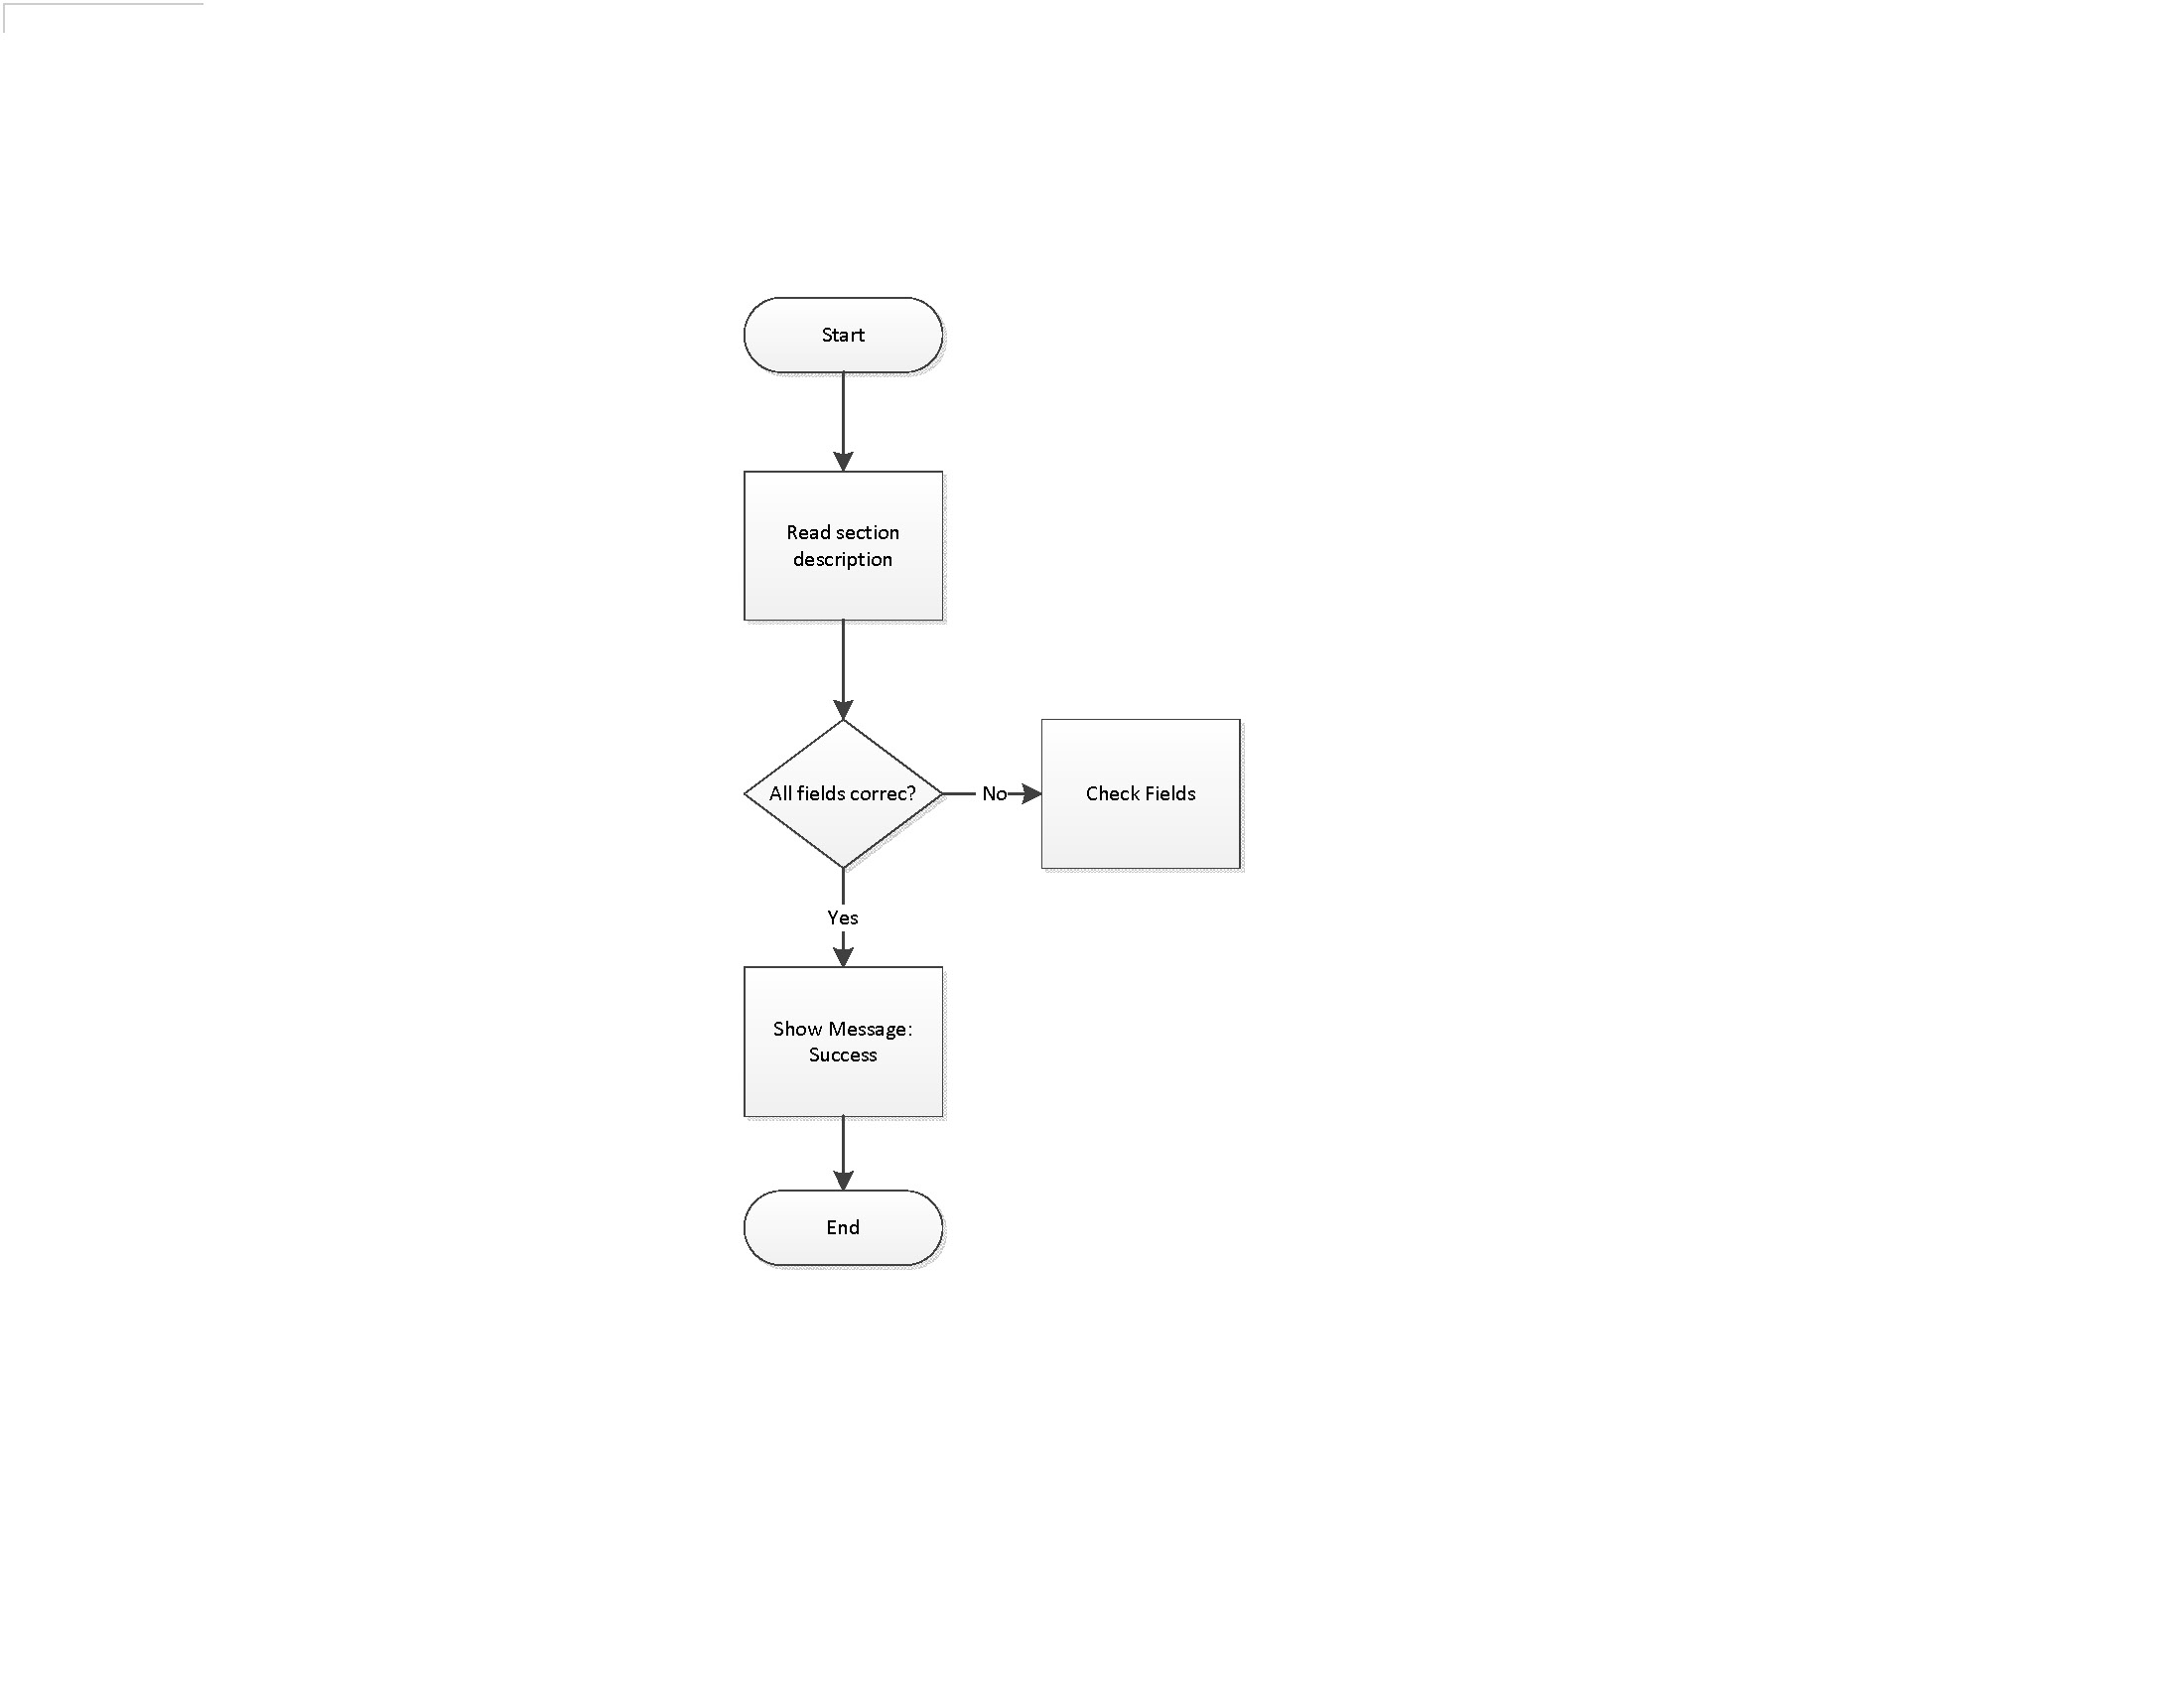 Start
Read section
description
All fields correc?
No
Check Fields
Yes
Show Message:
Success
End